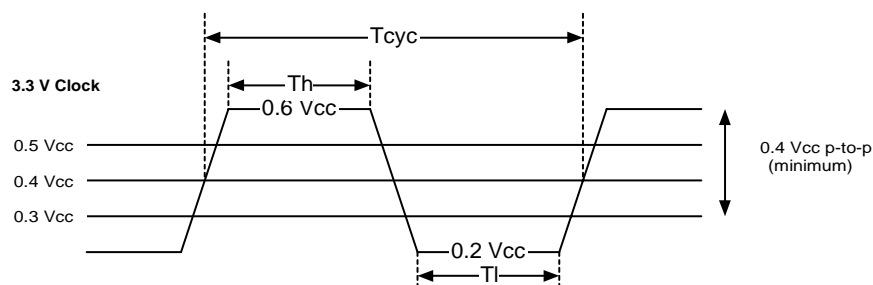 Tcyc
3.3 V Clock
Th
0.6 Vcc
0.5 Vcc
0.4 Vcc
0.3 Vcc
0.4 Vcc p-to-p
(minimum)
0.2 Vcc
Tl